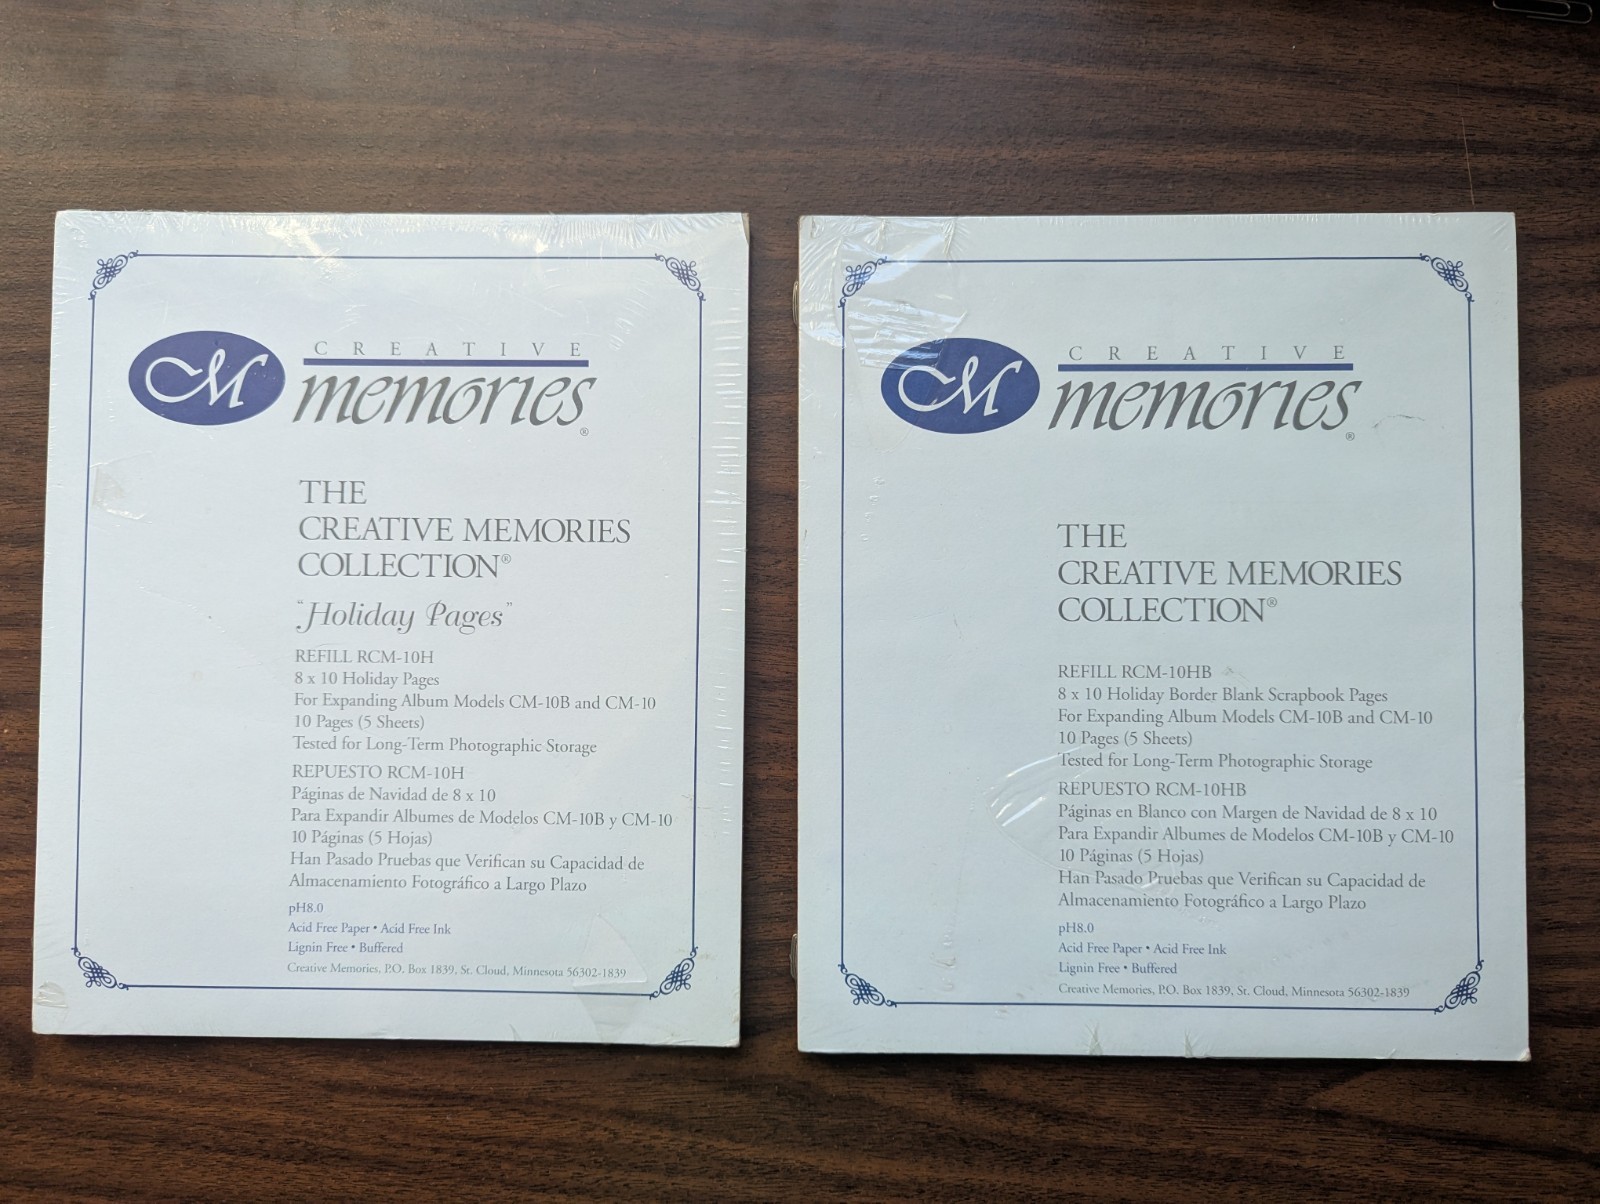 CM
CREATIVE
memories®
THE
CREATIVE MEMORIES
COLLECTION®
"Holiday Pages"
REFILL RCM-10H
8 x 10 Holiday Pages
For Expanding Album Models CM-10B and CM-10
10 Pages (5 Sheets)
Tested for Long-Term Photographic Storage
REPUESTO RCM-10H
Páginas de Navidad de 8 x 10
Para Expandir Albumes de Modelos CM-10B y CM-10
10 Páginas (5 Hojas)
Han Pasado Pruebas que Verifican su Capacidad de
Almacenamiento Fotográfico a Largo Plazo
pH8.0
Acid Free Paper • Acid Free Ink
Lignin Free • Buffered
Creative Memories, P.O. Box 1839, St. Cloud, Minnesota 56302-1839
CM
CREATIVE
memories®
THE
CREATIVE MEMORIES
COLLECTION®
REFILL RCM-10HB
8 x 10 Holiday Border Blank Scrapbook Pages
For Expanding Album Models CM-10B and CM-10
10 Pages (5 Sheets)
Tested for Long-Term Photographic Storage
REPUESTO RCM-10HB
Páginas en Blanco con Margen de Navidad de 8 x 10
Para Expandir Albumes de Modelos CM-10B y CM-10
10 Páginas (5 Hojas)
Han Pasado Pruebas que Verifican su Capacidad de
Almacenamiento Fotográfico a Largo Plazo
pH8.0
Acid Free Paper • Acid Free Ink
Lignin Free • Buffered
Creative Memories, P.O. Box 1839, St. Cloud, Minnesota 56302-1839